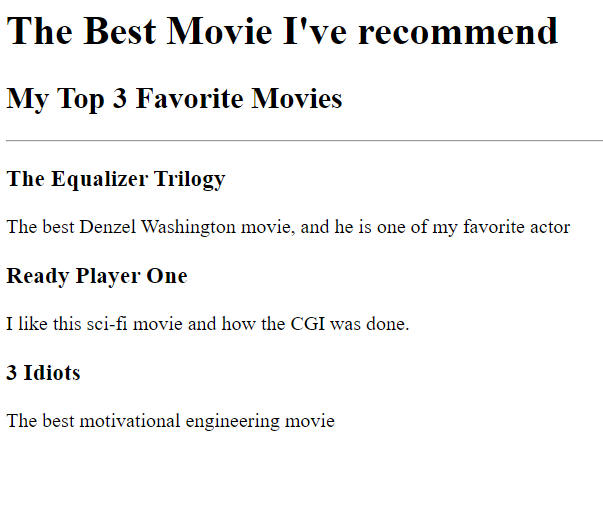 The Best Movie I've recommend
My Top 3 Favorite Movies
The Equalizer Trilogy
The best Denzel Washington movie, and he is one of my favorite actor
Ready Player One
I like this sci-fi movie and how the CGI was done.
3 Idiots
The best motivational engineering movie